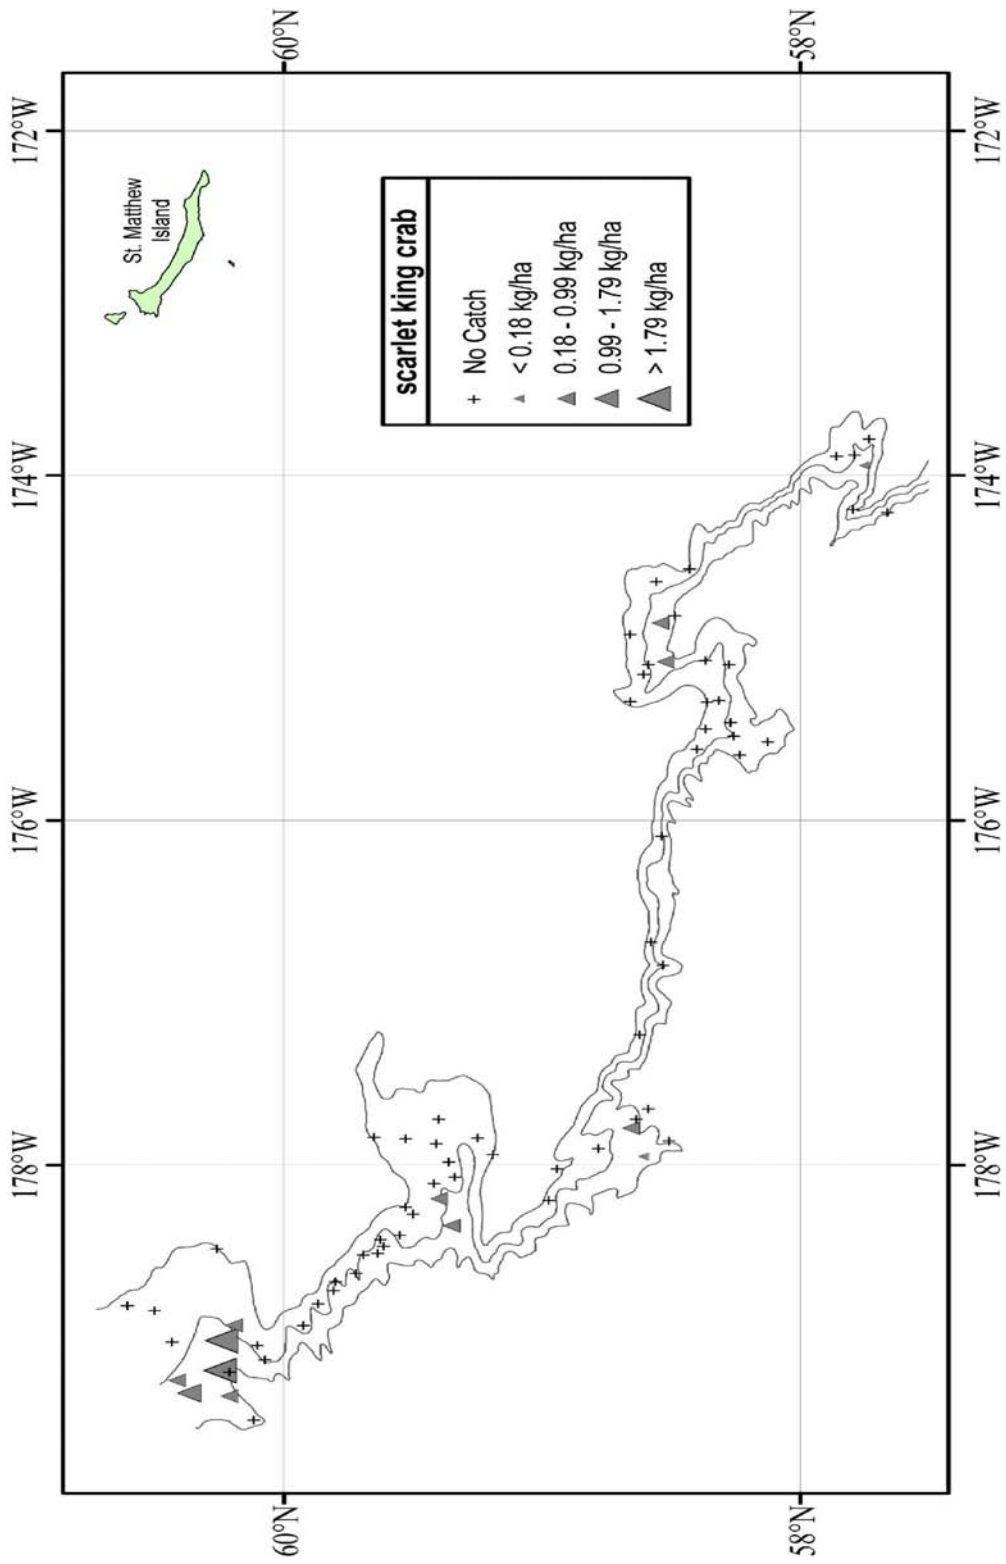 172°W
174°W
176°W
178°W
60°N
58°N
St. Matthew
Island
scarlet king crab
No Catch
< 0.18 kg/ha
0.18 - 0.99 kg/ha
0.99 - 1.79 kg/ha
> 1.79 kg/ha
60°N
58°N
172°W
174°W
176°W
178°W